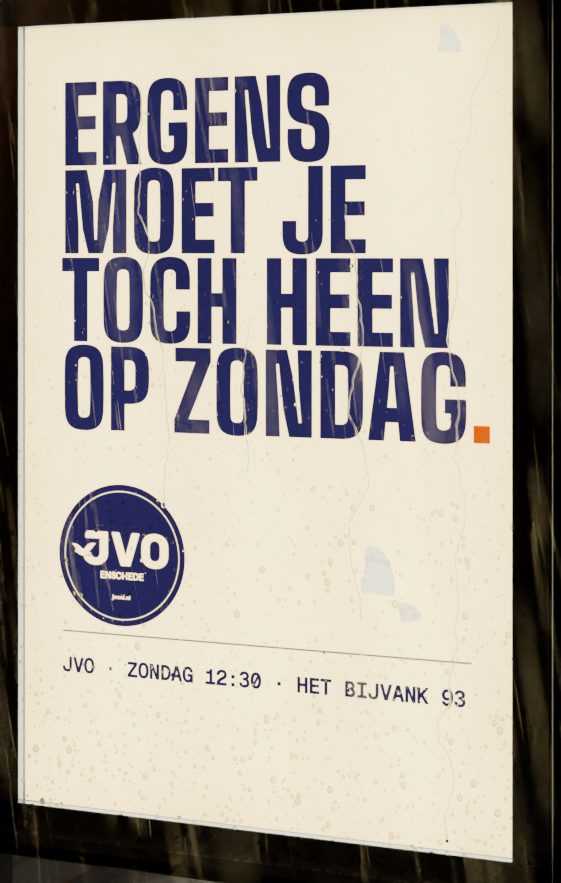 ERGENS
MOET JE
TOCH HEEN
OP ZONDAG.
JVO
ENSCHEDE
JVO · ZONDAG 12:30 · HET BIJVANK 93